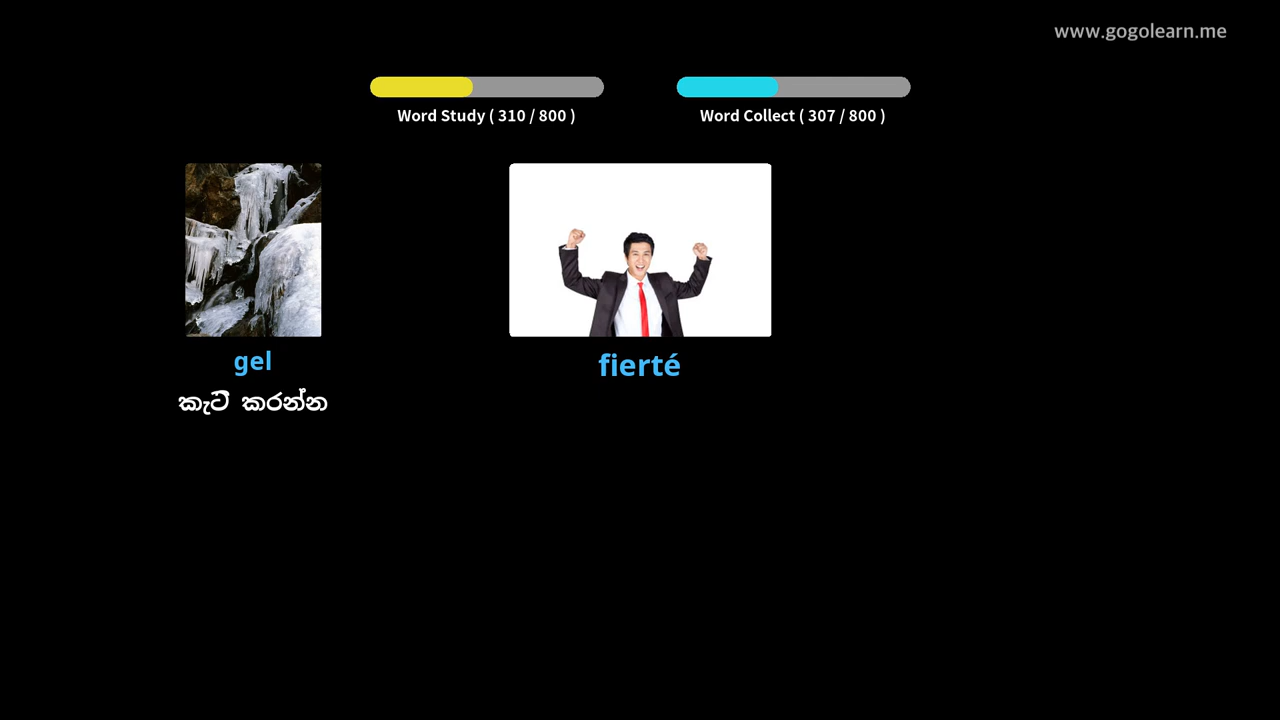 www.gogolearn.me
Word Study ( 310 / 800 )
Word Collect ( 307 / 800 )
gel
කැටි කරන්න
fierté